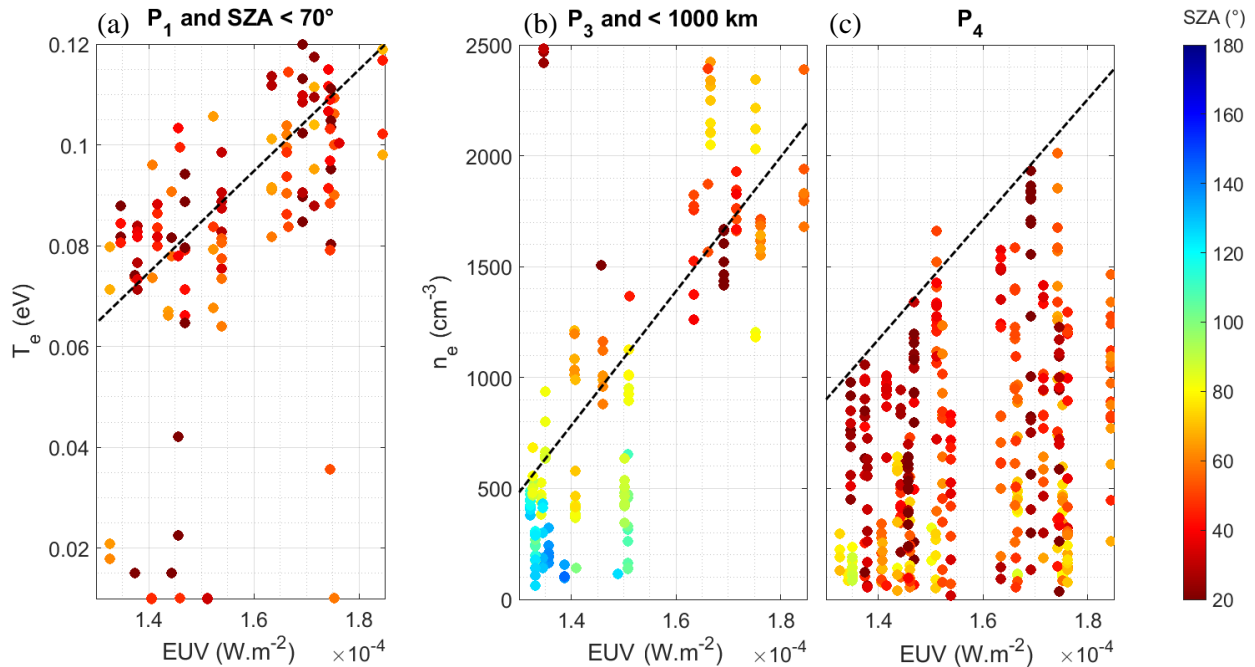 (a) P₁ and SZA < 70°
(b) P₃ and < 1000 km
(c) P₄
SZA (°)
0.12
0.1
0.08
0.06
0.04
0.02
Tₑ (eV)
1.4 1.6 1.8
EUV (W.m⁻²) ×10⁻⁴
2500
2000
1500
1000
500
0
nₑ (cm⁻³)
1.4 1.6 1.8
EUV (W.m⁻²) ×10⁻⁴
1.4 1.6 1.8
EUV (W.m⁻²) ×10⁻⁴
180
160
140
120
100
80
60
40
20